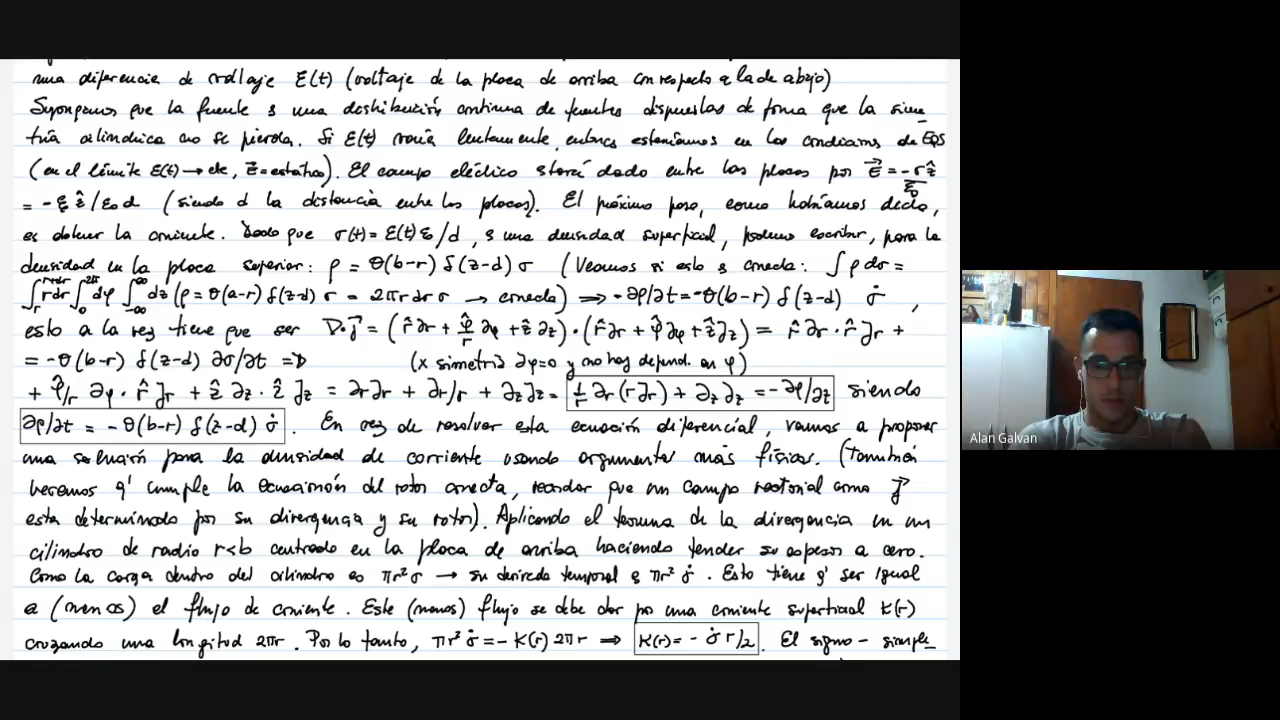 una diferencia de voltaje ℰ(t) (voltaje de la placa de arriba con respecto a la de abajo)
Supongamos que la fuente s una distribución continua de fuentes dispuestas de forma que la sime
tría cilíndrica no se pierda. Si ℰ(t) varía lentamente, entonces estaríamos en las condiciones de EQS
(en el límite ℰ(t) → cte, E⃗ = estático). El campo eléctrico estará dado entre las placas por E⃗ = -σ ẑ/ε₀
= -ℰ ẑ/ε₀ d (siendo d la distancia entre las placas). El próximo paso, como habíamos dicho,
es obtener la corriente. Dado que σ(t) = ℰ(t) ε₀/d, s una densidad superficial, podemos escribir, para la
densidad en la placa superior: ρ = θ(b-r) δ(z-d) σ (Veamos si esto s correcta: ∫ρ dσ =
∫_r^{r+dr} r dr ∫_0^{2π} dφ ∫_{-∞}^{∞} dz (ρ = θ(a-r) δ(z-d) σ = 2πr dr σ → correcta) ⇒ -∂ρ/∂t = -θ(b-r) δ(z-d) σ̇,
esto a la vez tiene que ser ∇·J⃗ = (r̂ ∂r + φ̂/r ∂φ + ẑ ∂z)·(r̂ Jr + φ̂ Jφ + ẑ Jz) = r̂ ∂r · r̂ Jr +
= -θ(b-r) δ(z-d) ∂σ/∂t ⇒ (x simetría ∂φ=0 y no hay depend. en φ)
+ φ̂/r ∂φ · r̂ Jr + ẑ ∂z · ẑ Jz = ∂r Jr + Jr/r + ∂z Jz = 1/r ∂r (r Jr) + ∂z Jz = -∂ρ/∂t siendo
∂ρ/∂t = -θ(b-r) δ(z-d) σ̇. En vez de resolver esta ecuación diferencial, vamos a proponer
una solución para la densidad de corriente usando argumentos más físicos. (También
veremos q' cumple la ecuación del rotor correcta, recordar que un campo vectorial como J⃗
esta determinado por su divergencia y su rotor). Aplicando el teorema de la divergencia en un
cilindro de radio r<b centrado en la placa de arriba haciendo tender su espesor a cero.
Como la carga dentro del cilindro es πr²σ → su derivada temporal s πr²σ̇. Esto tiene q' ser igual
a (menos) el flujo de corriente. Este (menos) flujo se debe dar por una corriente superficial K(r)
cruzando una longitud 2πr. Por lo tanto, πr²σ̇ = -K(r) 2πr ⇒ K(r) = -σ̇ r/2. El signo - simple
Alan Galvan